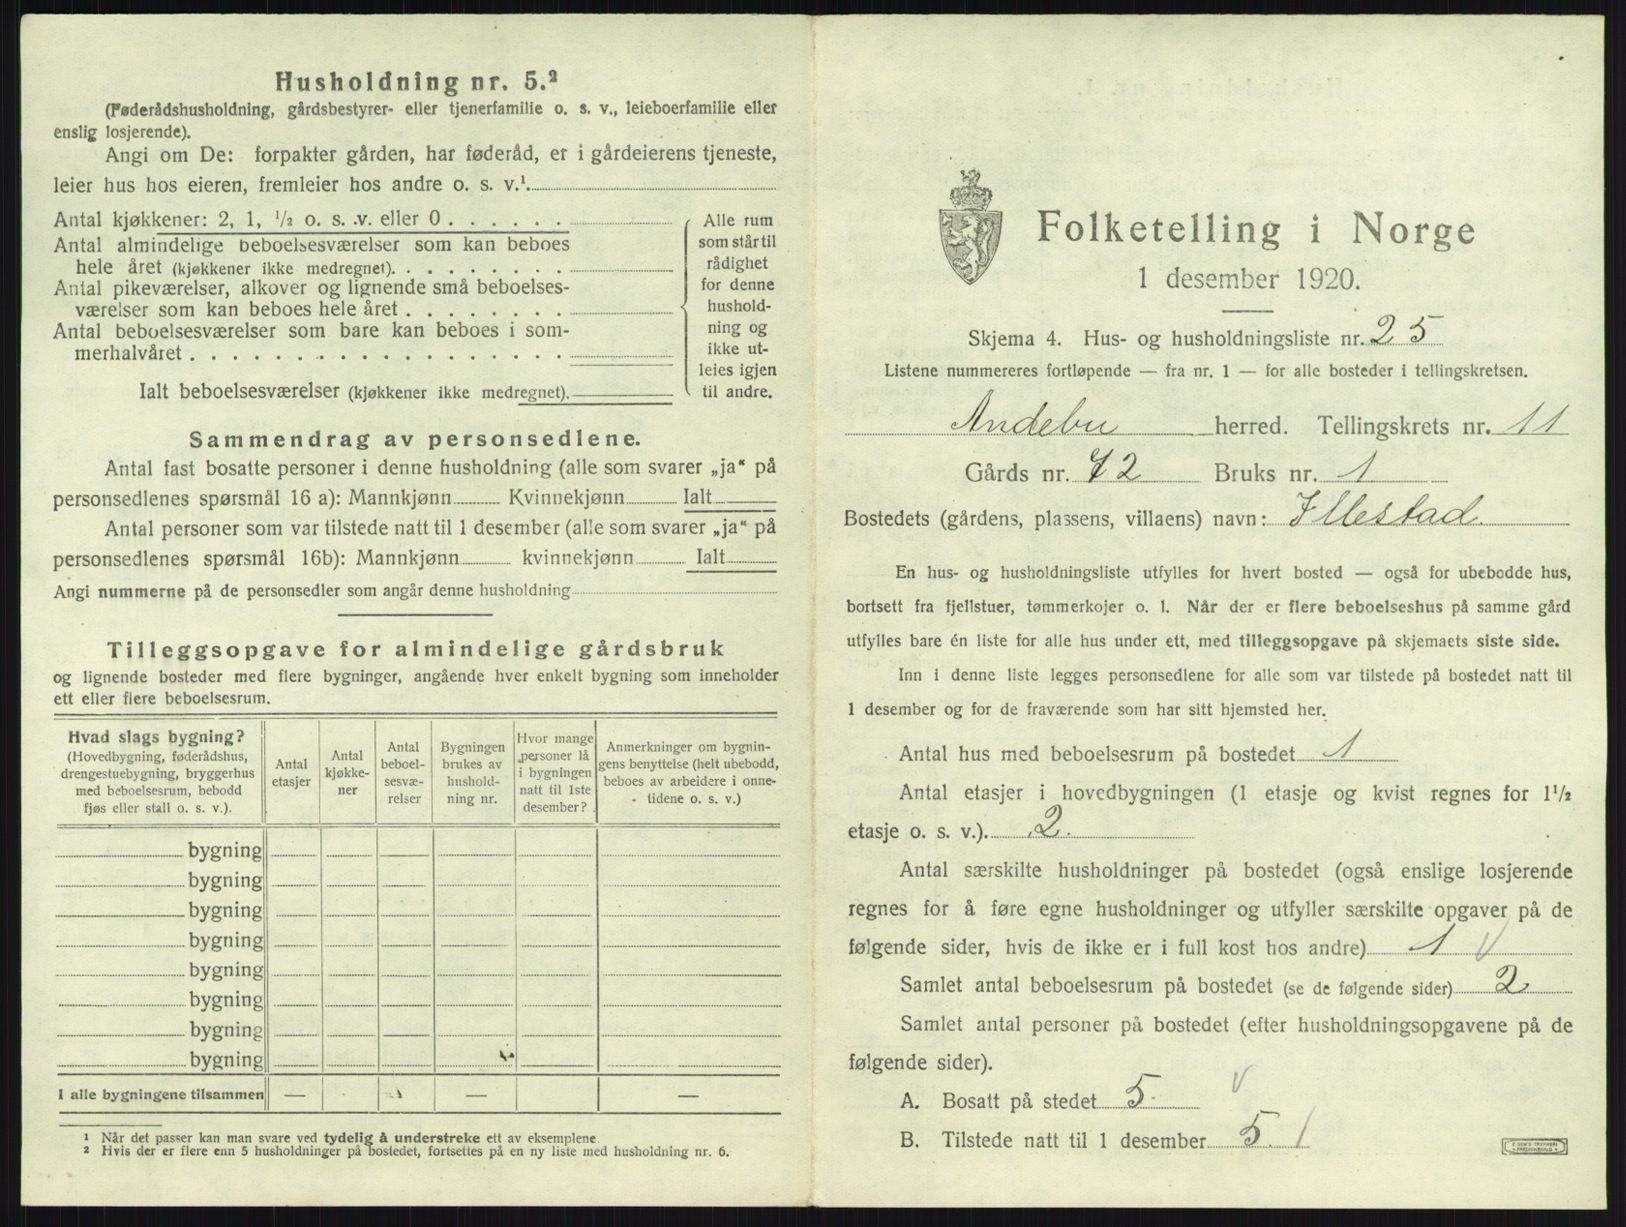 Husholdning nr. 5.²
(Føderådshusholdning, gårdsbestyrer- eller tjenerfamilie o. s. v., leieboerfamilie eller
enslig losjerende).
Angi om De: forpakter gården, har føderåd, er i gårdeierens tjeneste,
leier hus hos eieren, fremleier hos andre o. s. v.¹
Antal kjøkkener: 2, 1, ½ o. s. v. eller 0
Antal almindelige beboelsesværelser som kan beboes
hele året (kjøkkener ikke medregnet).
Antal pikeværelser, alkover og lignende små beboelses-
værelser som kan beboes hele året
Antal beboelsesværelser som bare kan beboes i som-
merhalvåret
Ialt beboelsesværelser (kjøkkener ikke medregnet).
Alle rum
som står til
rådighet
for denne
hushold-
ning og
ikke ut-
leies igjen
til andre.
Sammendrag av personsedlene.
Antal fast bosatte personer i denne husholdning (alle som svarer „ja“ på
personsedlenes spørsmål 16 a): Mannkjønn Kvinnekjønn Ialt
Antal personer som var tilstede natt til 1 desember (alle som svarer „ja“ på
personsedlenes spørsmål 16b): Mannkjønn kvinnekjønn Ialt
Angi nummerne på de personsedler som angår denne husholdning
Tilleggsopgave for almindelige gårdsbruk
og lignende bosteder med flere bygninger, angående hver enkelt bygning som inneholder
ett eller flere beboelsesrum.
Hvad slags bygning?
(Hovedbygning, føderådshus,
drengestuebygning, bryggerhus
med beboelsesrum, bebodd
fjøs eller stall o. s. v.).
Antal
etasjer
Antal
kjøkke-
ner
Antal
beboel-
sesvæ-
relser
Bygningen
brukes av
hushold-
ning nr.
Hvor mange
personer lå
i bygningen
natt til 1ste
desember?
Anmerkninger om bygnin-
gens benyttelse (helt ubebodd,
beboes av arbeidere i onne-
tidene o. s. v.)
bygning
bygning
bygning
bygning
bygning
bygning
bygning
bygning
I alle bygningene tilsammen — — —
¹ Når det passer kan man svare ved tydelig å understreke ett av eksemplene.
² Hvis der er flere enn 5 husholdninger på bostedet, fortsettes på en ny liste med husholdning nr. 6.
Folketelling i Norge
1 desember 1920.
Skjema 4. Hus- og husholdningsliste nr. 25
Listene nummereres fortløpende — fra nr. 1 — for alle bosteder i tellingskretsen.
Andebu herred. Tellingskrets nr. 11
Gårds nr. 72 Bruks nr. 1
Bostedets (gårdens, plassens, villaens) navn: Illestad
En hus- og husholdningsliste utfylles for hvert bosted — også for ubebodde hus,
bortsett fra fjellstuer, tømmerkojer o. l. Når der er flere beboelseshus på samme gård
utfylles bare én liste for alle hus under ett, med tilleggsopgave på skjemaets siste side.
Inn i denne liste legges personsedlene for alle som var tilstede på bostedet natt til
1 desember og for de fraværende som har sitt hjemsted her.
Antal hus med beboelsesrum på bostedet 1
Antal etasjer i hovedbygningen (1 etasje og kvist regnes for 1½
etasje o. s. v.). 2.
Antal særskilte husholdninger på bostedet (også enslige losjerende
regnes for å føre egne husholdninger og utfyller særskilte opgaver på de
følgende sider, hvis de ikke er i full kost hos andre) 1 v
Samlet antal beboelsesrum på bostedet (se de følgende sider) 2
Samlet antal personer på bostedet (efter husholdningsopgavene på de
følgende sider).
A. Bosatt på stedet 5. v
B. Tilstede natt til 1 desember 5. /